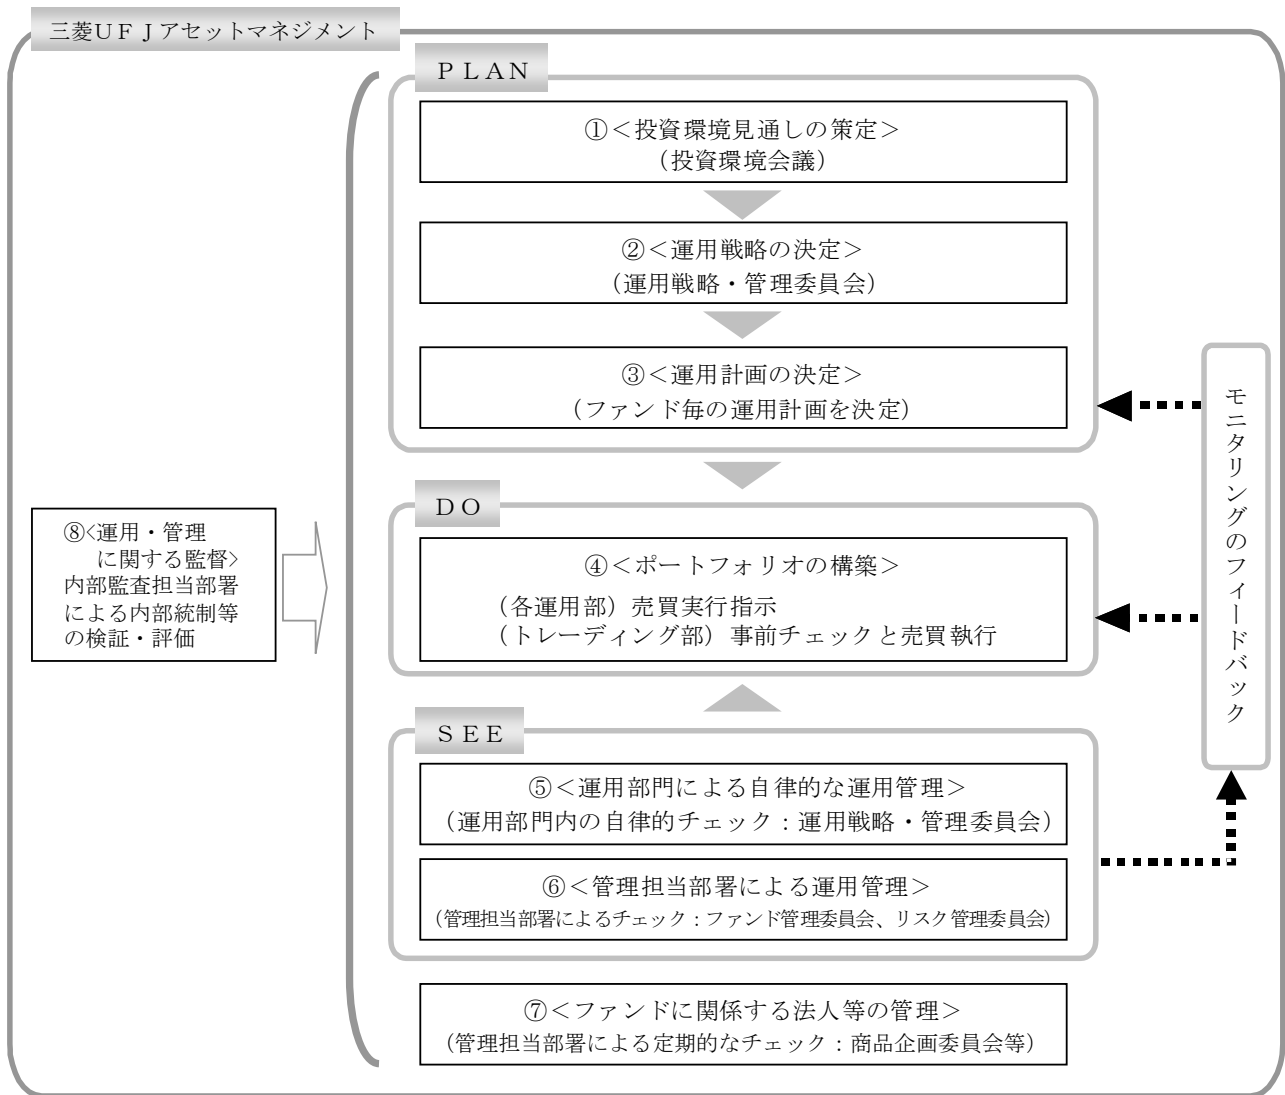 三菱UFJアセットマネジメント
PLAN
①<投資環境見通しの策定>
(投資環境会議)
②<運用戦略の決定>
(運用戦略・管理委員会)
③<運用計画の決定>
(ファンド毎の運用計画を決定)
DO
④<ポートフォリオの構築>
(各運用部)売買実行指示
(トレーディング部)事前チェックと売買執行
SEE
⑤<運用部門による自律的な運用管理>
(運用部門内の自律的チェック:運用戦略・管理委員会)
⑥<管理担当部署による運用管理>
(管理担当部署によるチェック:ファンド管理委員会、リスク管理委員会)
⑦<ファンドに関係する法人等の管理>
(管理担当部署による定期的なチェック:商品企画委員会等)
⑧<運用・管理
に関する監督>
内部監査担当部署
による内部統制等
の検証・評価
モニタリングのフィードバック